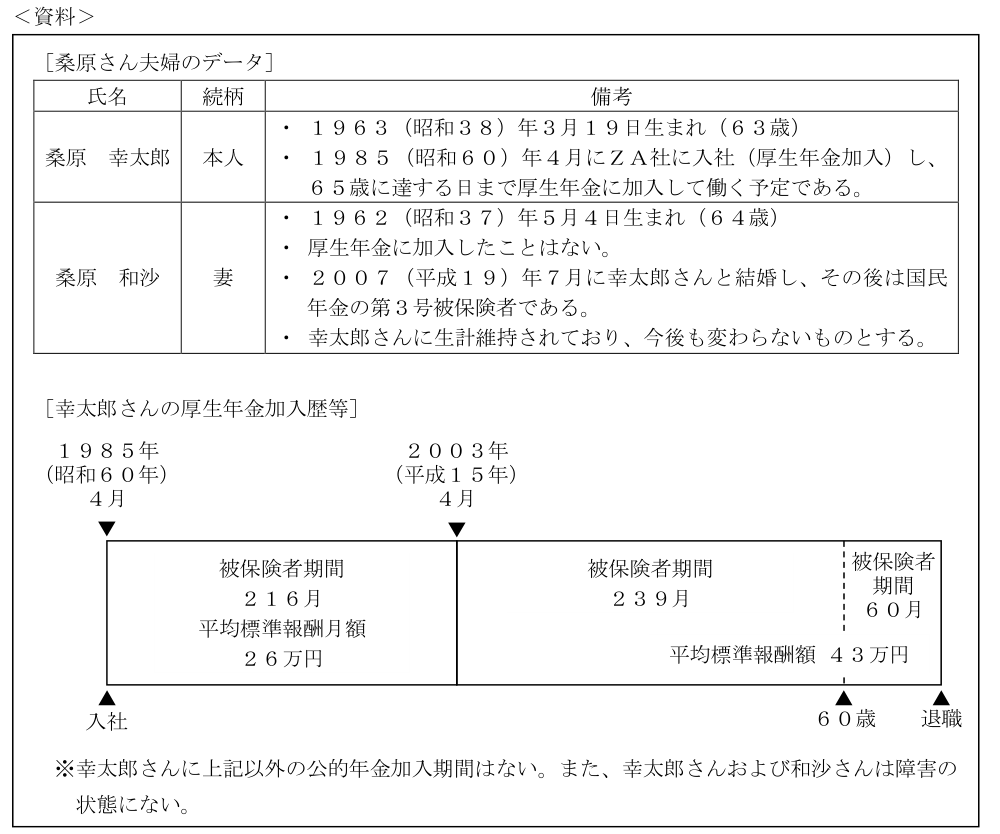 ＜資料＞
［桑原さん夫婦のデータ］
氏名 続柄 備考
桑原　幸太郎 本人
・ １９６３（昭和３８）年３月１９日生まれ（６３歳）
・ １９８５（昭和６０）年４月にＺＡ社に入社（厚生年金加入）し、
６５歳に達する日まで厚生年金に加入して働く予定である。
桑原　和沙 妻
・ １９６２（昭和３７）年５月４日生まれ（６４歳）
・ 厚生年金に加入したことはない。
・ ２００７（平成１９）年７月に幸太郎さんと結婚し、その後は国民
年金の第３号被保険者である。
・ 幸太郎さんに生計維持されており、今後も変わらないものとする。
［幸太郎さんの厚生年金加入歴等］
１９８５年
（昭和６０年）
４月
▼
２００３年
（平成１５年）
４月
▼
被保険者期間
２１６月
平均標準報酬月額
２６万円
被保険者期間
２３９月
被保険者
期間
６０月
平均標準報酬額 ４３万円
▲
入社
▲
６０歳
▲
退職
※幸太郎さんに上記以外の公的年金加入期間はない。また、幸太郎さんおよび和沙さんは障害の
状態にない。